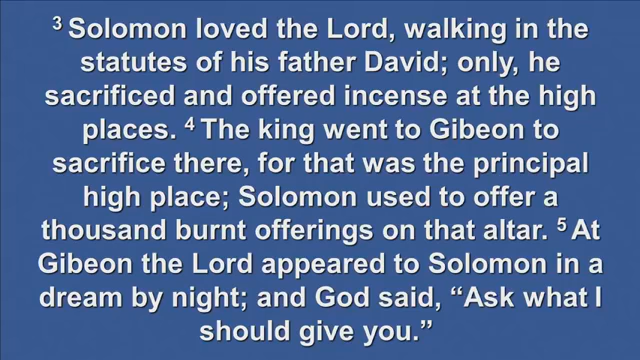 ³ Solomon loved the Lord, walking in the
statutes of his father David; only, he
sacrificed and offered incense at the high
places. ⁴ The king went to Gibeon to
sacrifice there, for that was the principal
high place; Solomon used to offer a
thousand burnt offerings on that altar. ⁵ At
Gibeon the Lord appeared to Solomon in a
dream by night; and God said, “Ask what I
should give you.”